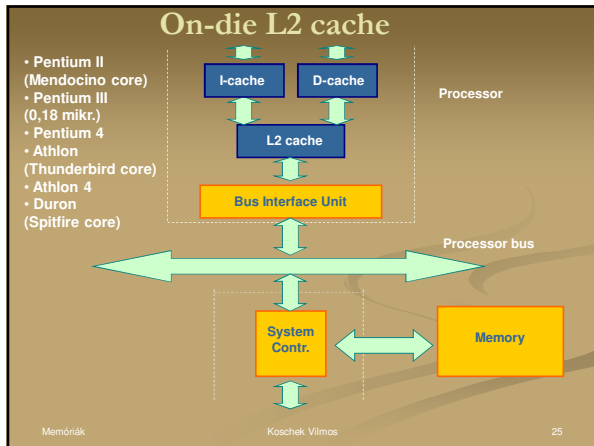 On-die L2 cache
• Pentium II
(Mendocino core)
• Pentium III
(0,18 mikr.)
• Pentium 4
• Athlon
(Thunderbird core)
• Athlon 4
• Duron
(Spitfire core)
I-cache
D-cache
Processor
L2 cache
Bus Interface Unit
Processor bus
System
Contr.
Memory
Memóriák
Koschek Vilmos
25